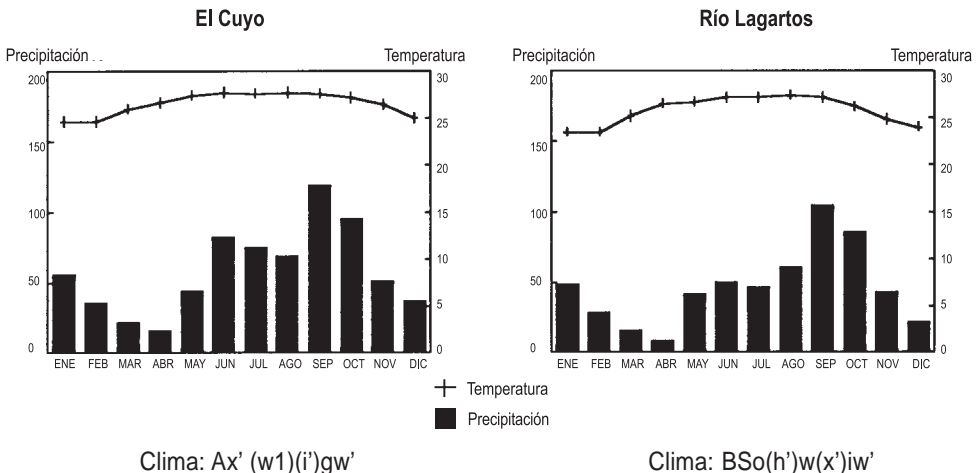 El Cuyo
Precipitación
Temperatura
200
150
100
50
0
30
25
20
15
10
5
0
ENE FEB MAR ABR MAY JUN JUL AGO SEP OCT NOV DIC
Río Lagartos
Precipitación
Temperatura
200
150
100
50
0
30
25
20
15
10
5
0
ENE FEB MAR ABR MAY JUN JUL AGO SEP OCT NOV DIC
Temperatura
Precipitación
Clima: Ax’ (w1)(i’)gw’
Clima: BSo(h’)w(x’)iw’